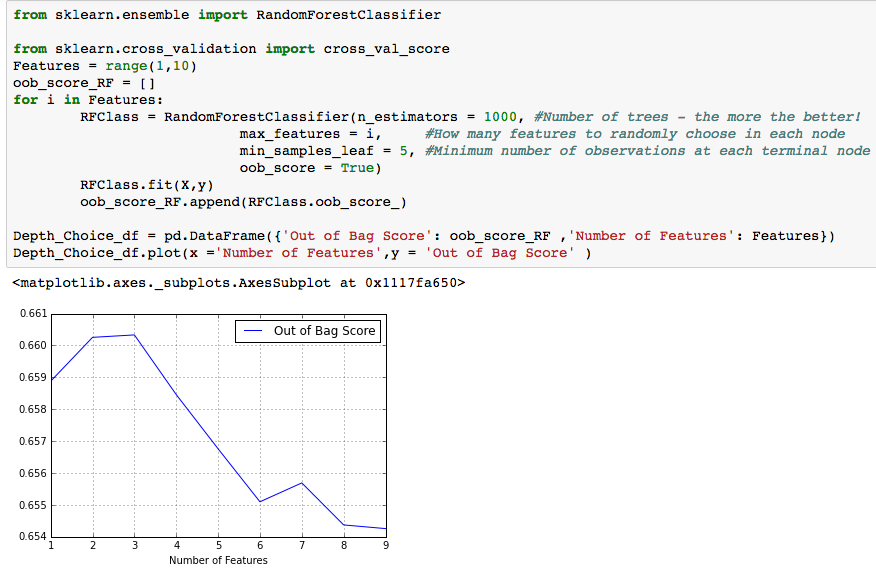 from sklearn.ensemble import RandomForestClassifier
from sklearn.cross_validation import cross_val_score
Features = range(1,10)
oob_score_RF = []
for i in Features:
        RFClass = RandomForestClassifier(n_estimators = 1000, #Number of trees - the more the better!
                           max_features = i,     #How many features to randomly choose in each node
                           min_samples_leaf = 5, #Minimum number of observations at each terminal node
                           oob_score = True)
        RFClass.fit(X,y)
        oob_score_RF.append(RFClass.oob_score_)
Depth_Choice_df = pd.DataFrame({'Out of Bag Score': oob_score_RF ,'Number of Features': Features})
Depth_Choice_df.plot(x ='Number of Features',y = 'Out of Bag Score' )
<matplotlib.axes._subplots.AxesSubplot at 0x1117fa650>
0.661
Out of Bag Score
0.660
0.659
0.658
0.657
0.656
0.655
0.654
1 2 3 4 5 6 7 8 9
Number of Features